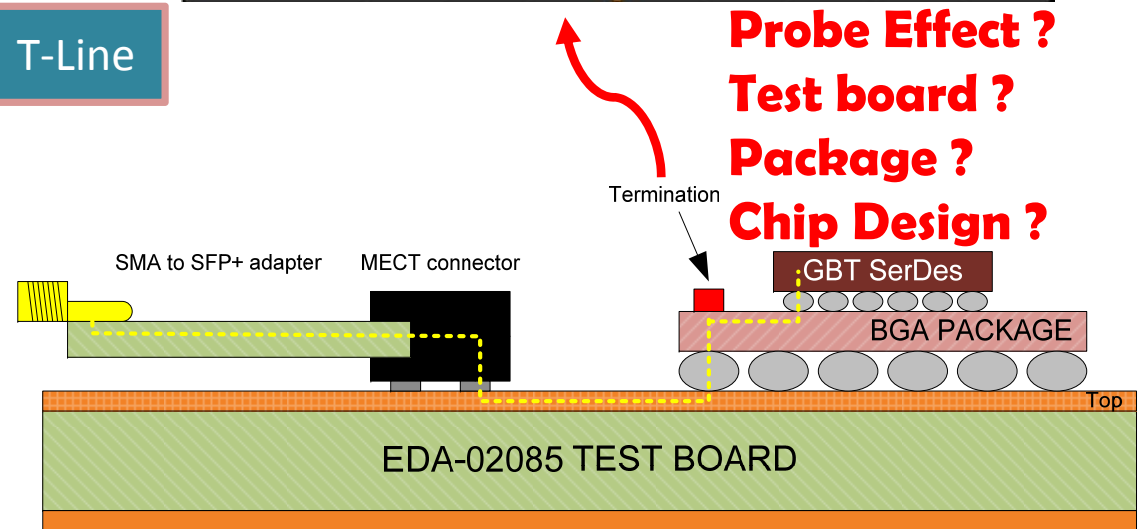 T-Line
Probe Effect ?
Test board ?
Package ?
Chip Design ?
Termination
SMA to SFP+ adapter
MECT connector
GBT SerDes
BGA PACKAGE
Top
EDA-02085 TEST BOARD